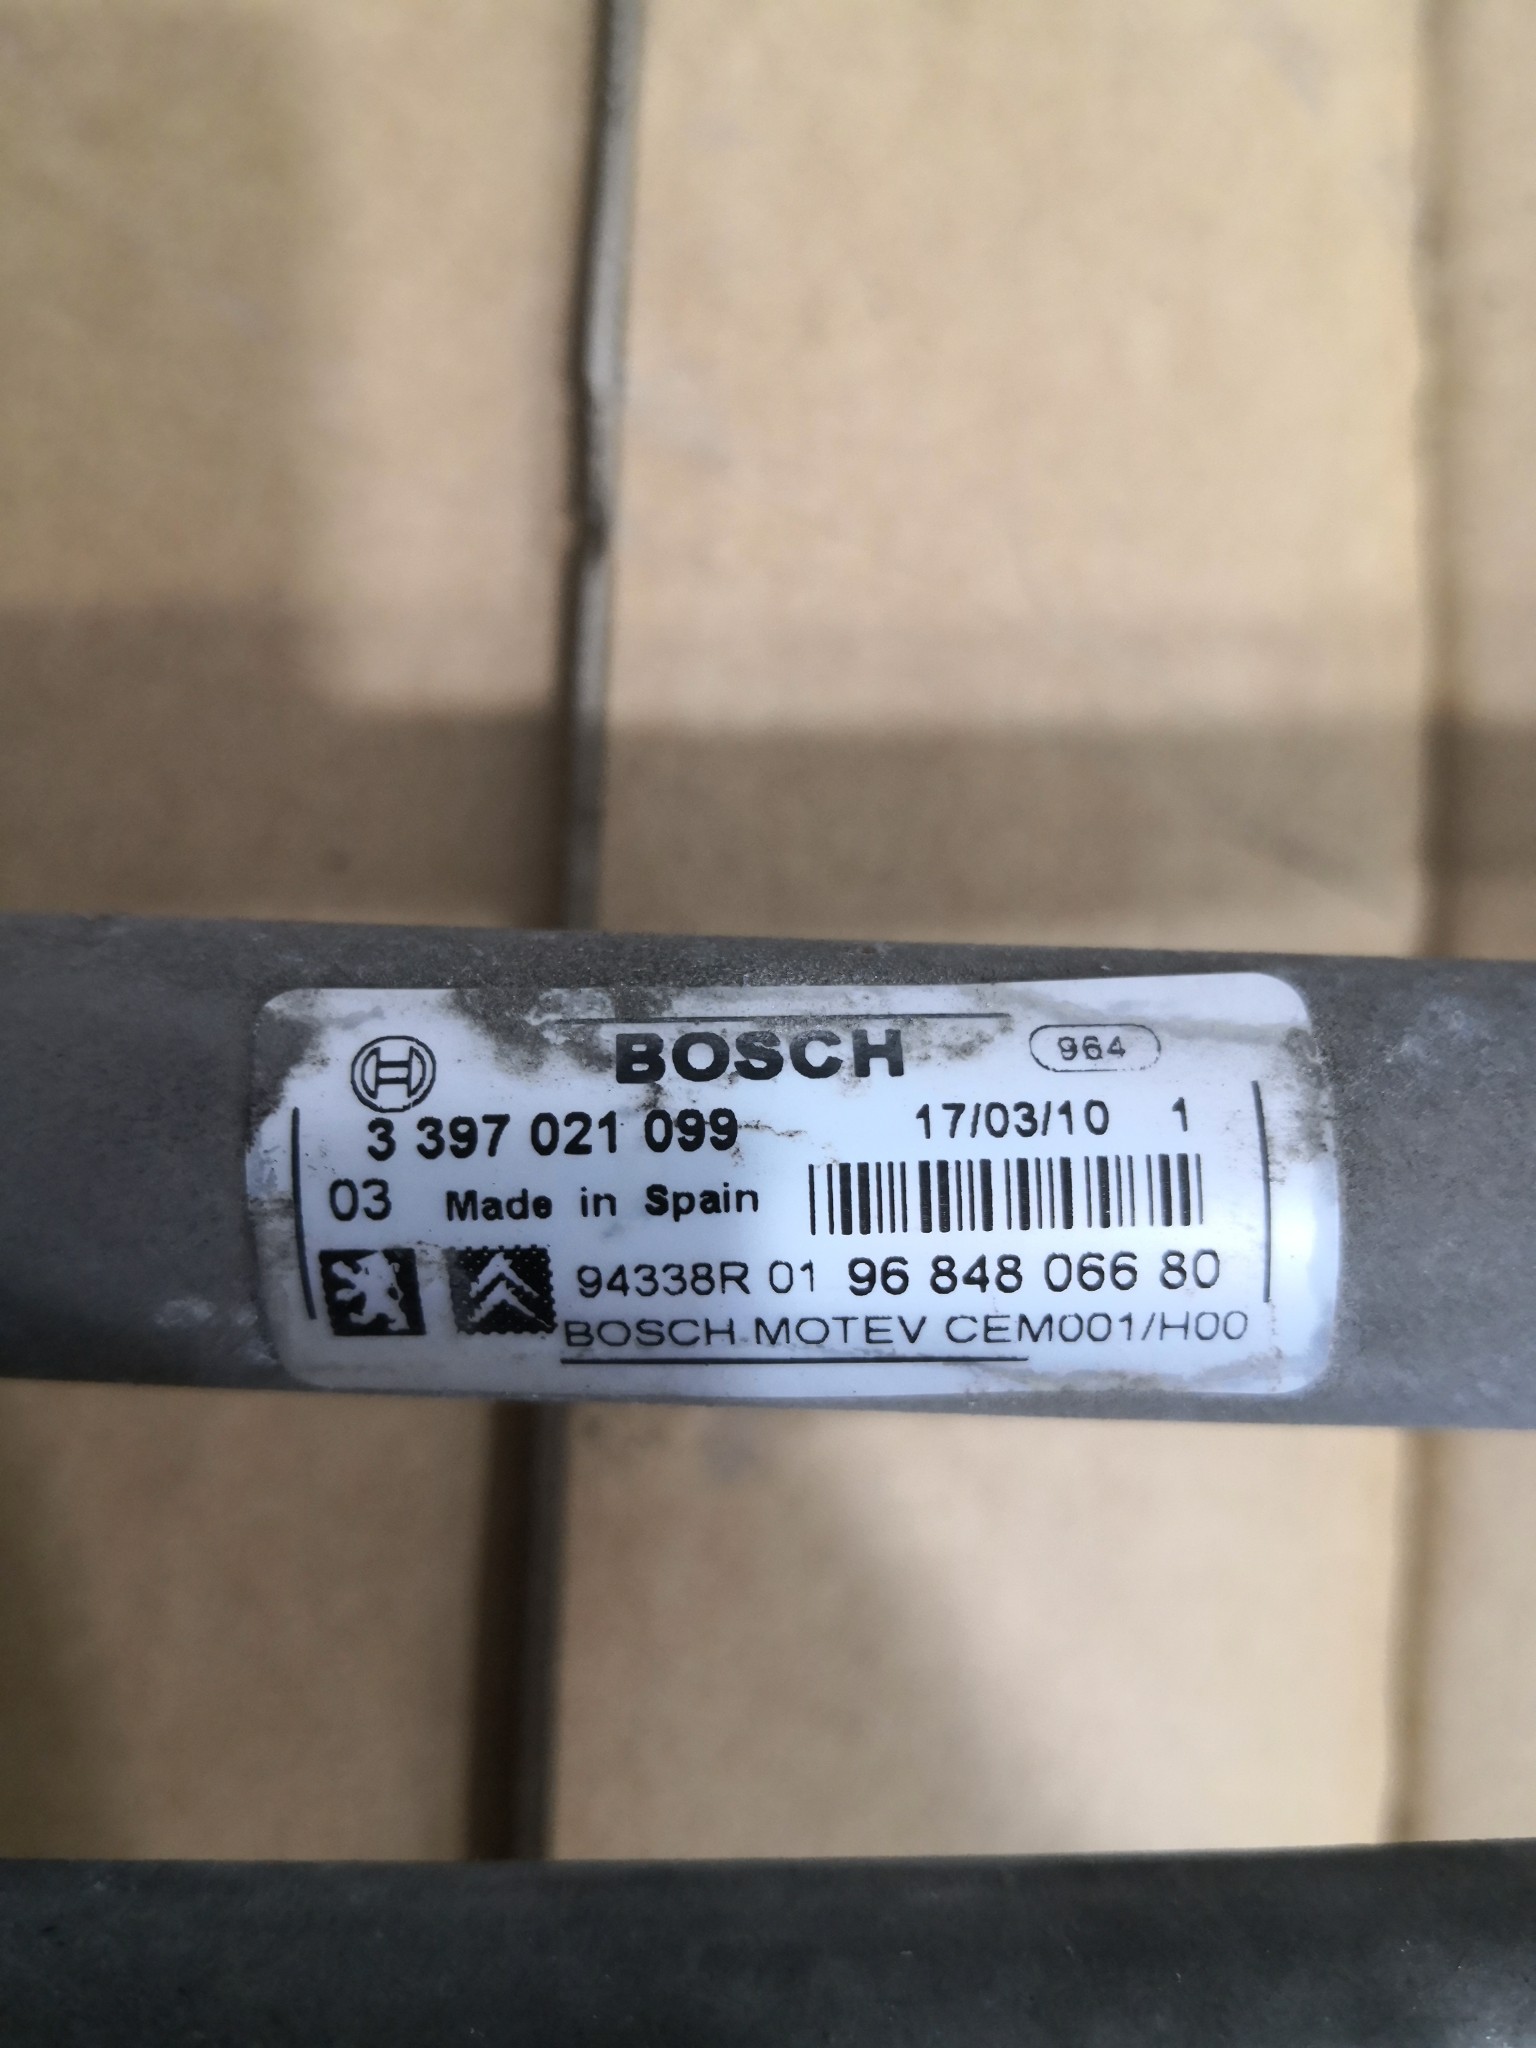 BOSCH 964
3 397 021 099 17/03/10 1
03 Made in Spain
94338R 01 96 848 066 80
BOSCH MOTEV CEM001/H00